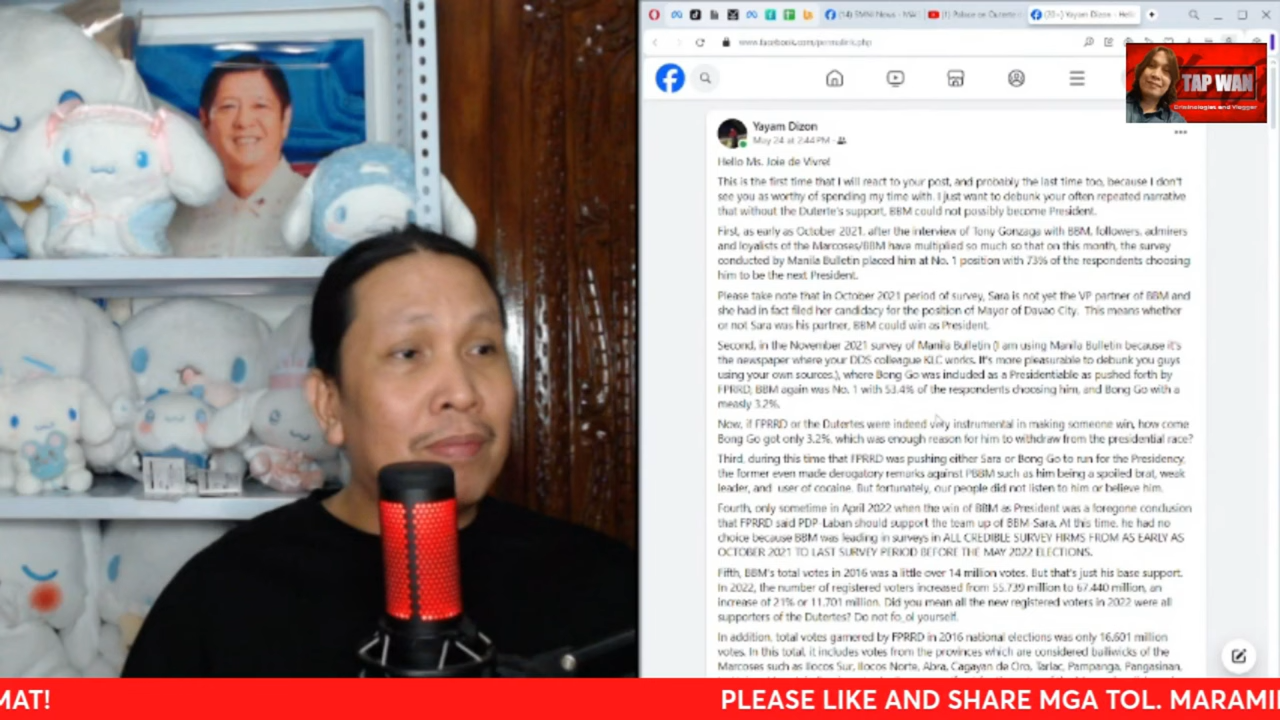 (1) SMNI News -
(1) Palace on Duterte
(20+) Yayam Dizon - Hell
www.facebook.com/permalink.php
TAP WAN
Criminologist and Vlogger
Yayam Dizon
May 24 at 2:44 PM
Hello Ms. Joie de Vivre!
This is the first time that I will react to your post, and probably the last time too, because I don't
see you as worthy of spending my time with. I just want to debunk your often repeated narrative
that without the Duterte's support, BBM could not possibly become President.
First, as early as October 2021, after the interview of Tony Gonzaga with BBM, followers, admirers
and loyalists of the Marcoses/BBM have multiplied so much so that on this month, the survey
conducted by Manila Bulletin placed him at No. 1 position with 73% of the respondents choosing
him to be the next President.
Please take note that in October 2021 period of survey, Sara is not yet the VP partner of BBM and
she had in fact filed her candidacy for the position of Mayor of Davao City. This means whether
or not Sara was his partner, BBM could win as President.
Second, in the November 2021 survey of Manila Bulletin (I am using Manila Bulletin because it's
the newspaper where your DDS colleague KLC works. It's more pleasurable to debunk you guys
using your own sources.), where Bong Go was included as a Presidentiable as pushed forth by
FPRRD, BBM again was No. 1 with 53.4% of the respondents choosing him, and Bong Go with a
measly 3.2%.
Now, if FPRRD or the Dutertes were indeed very instrumental in making someone win, how come
Bong Go got only 3.2%, which was enough reason for him to withdraw from the presidential race?
Third, during this time that FPRRD was pushing either Sara or Bong Go to run for the Presidency,
the former even made derogatory remarks against PBBM such as him being a spoiled brat, weak
leader, and user of cocaine. But fortunately, our people did not listen to him or believe him.
Fourth, only sometime in April 2022 when the win of BBM as President was a foregone conclusion
that FPRRD said PDP-Laban should support the team up of BBM-Sara. At this time, he had no
choice because BBM was leading in surveys in ALL CREDIBLE SURVEY FIRMS FROM AS EARLY AS
OCTOBER 2021 TO LAST SURVEY PERIOD BEFORE THE MAY 2022 ELECTIONS.
Fifth, BBM's total votes in 2016 was a little over 14 million votes. But that's just his base support.
In 2022, the number of registered voters increased from 55.739 million to 67.440 million, an
increase of 21% or 11.701 million. Did you mean all the new registered voters in 2022 were all
supporters of the Dutertes? Do not fo_ol yourself.
In addition, total votes garnered by FPRRD in 2016 national elections was only 16.601 million
votes. In this total, it includes votes from the provinces which are considered bailiwicks of the
Marcoses such as Ilocos Sur, Ilocos Norte, Abra, Cagayan de Oro, Tarlac, Pampanga, Pangasinan,
MAT!
PLEASE LIKE AND SHARE MGA TOL. MARAMI